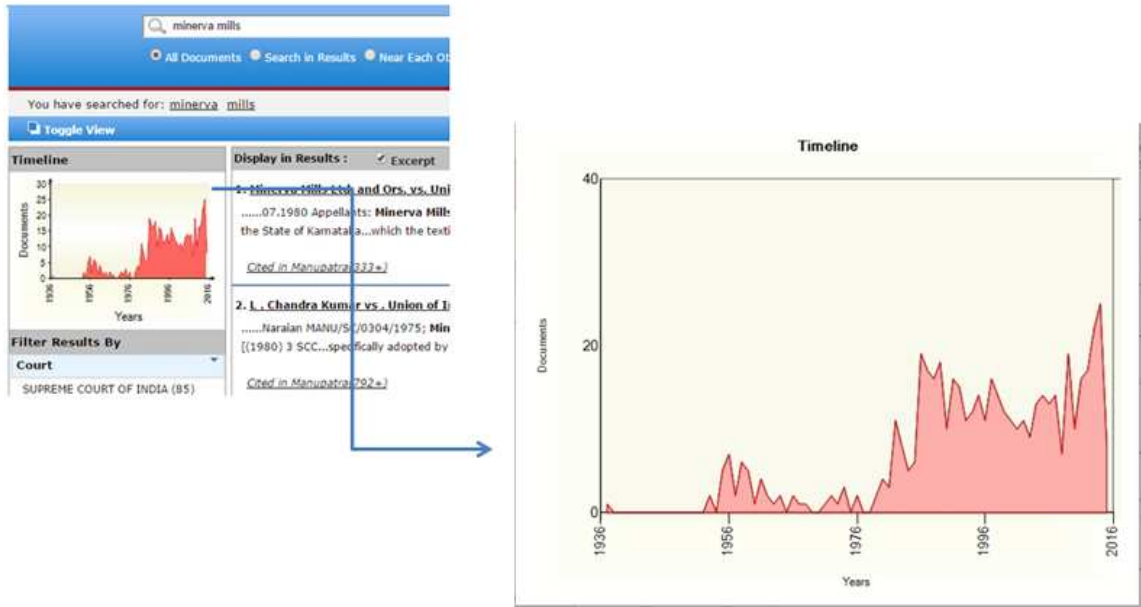 minerva mills
All Documents Search in Results Near Each Ot
You have searched for: minerva mills
Toggle View
Timeline
30
25
20
15
10
5
0
Documents
1936 1956 1976 1996 2016
Years
Filter Results By
Court
SUPREME COURT OF INDIA (85)
Display in Results : Excerpt
1. Minerva Mills Ltd. and Ors. vs. Uni
......07.1980 Appellants: Minerva Mills
the State of Karnataka...which the texti
Cited in Manupatra(333+)
2. L . Chandra Kumar vs . Union of I
......Naraian MANU/SC/0304/1975; Min
[(1980) 3 SCC...specifically adopted by
Cited in Manupatra(792+)
Timeline
40
20
0
Documents
1936 1956 1976 1996 2016
Years